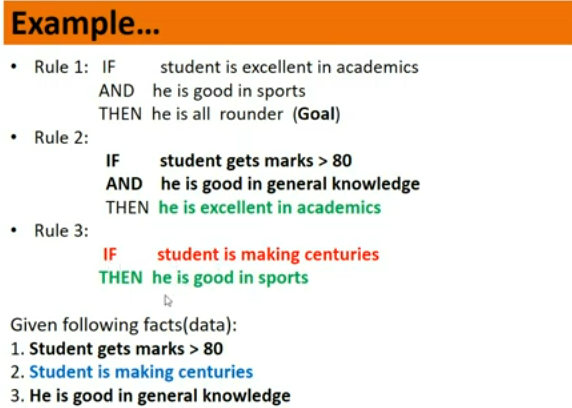 Example...
• Rule 1: IF student is excellent in academics
AND he is good in sports
THEN he is all rounder (Goal)
• Rule 2:
IF student gets marks > 80
AND he is good in general knowledge
THEN he is excellent in academics
• Rule 3:
IF student is making centuries
THEN he is good in sports
Given following facts(data):
1. Student gets marks > 80
2. Student is making centuries
3. He is good in general knowledge